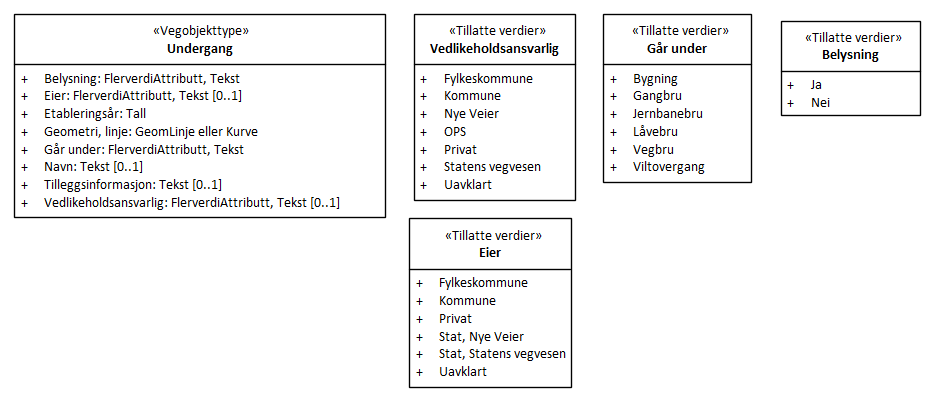 «Vegobjekttype»
Undergang
+ Belysning: FlerverdiAttributt, Tekst
+ Eier: FlerverdiAttributt, Tekst [0..1]
+ Etableringsår: Tall
+ Geometri, linje: GeomLinje eller Kurve
+ Går under: FlerverdiAttributt, Tekst
+ Navn: Tekst [0..1]
+ Tilleggsinformasjon: Tekst [0..1]
+ Vedlikeholdsansvarlig: FlerverdiAttributt, Tekst [0..1]
«Tillatte verdier»
Vedlikeholdsansvarlig
+ Fylkeskommune
+ Kommune
+ Nye Veier
+ OPS
+ Privat
+ Statens vegvesen
+ Uavklart
«Tillatte verdier»
Går under
+ Bygning
+ Gangbru
+ Jernbanebru
+ Låvebru
+ Vegbru
+ Viltovergang
«Tillatte verdier»
Belysning
+ Ja
+ Nei
«Tillatte verdier»
Eier
+ Fylkeskommune
+ Kommune
+ Privat
+ Stat, Nye Veier
+ Stat, Statens vegvesen
+ Uavklart